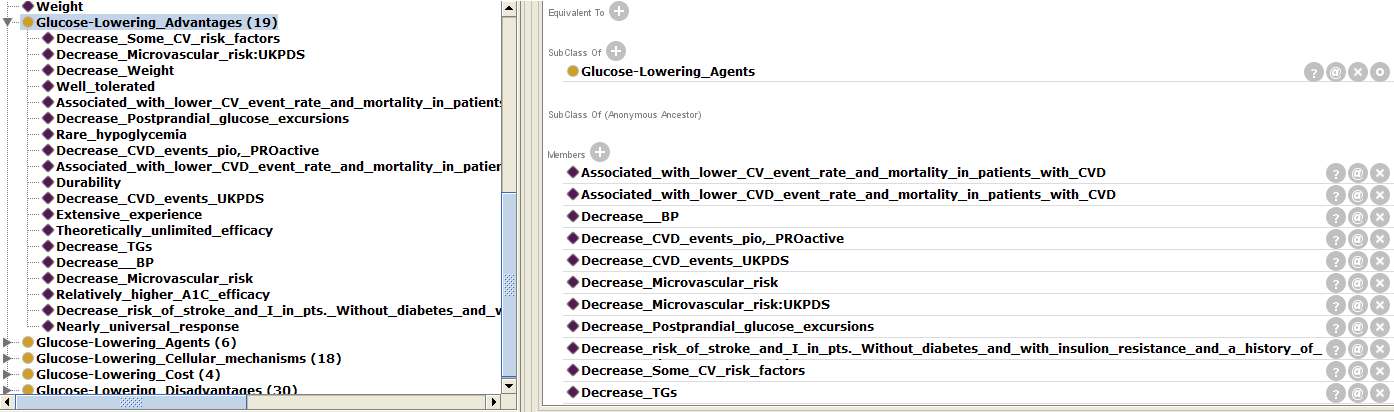 Weight
Glucose-Lowering_Advantages (19)
Decrease_Some_CV_risk_factors
Decrease_Microvascular_risk:UKPDS
Decrease_Weight
Well_tolerated
Associated_with_lower_CV_event_rate_and_mortality_in_patients
Decrease_Postprandial_glucose_excursions
Rare_hypoglycemia
Decrease_CVD_events_pio,_PROactive
Associated_with_lower_CVD_event_rate_and_mortality_in_patien
Durability
Decrease_CVD_events_UKPDS
Extensive_experience
Theoretically_unlimited_efficacy
Decrease_TGs
Decrease__BP
Decrease_Microvascular_risk
Relatively_higher_A1C_efficacy
Decrease_risk_of_stroke_and_I_in_pts._Without_diabetes_and_w
Nearly_universal_response
Glucose-Lowering_Agents (6)
Glucose-Lowering_Cellular_mechanisms (18)
Glucose-Lowering_Cost (4)
Glucose-Lowering_Disadvantages (30)
Equivalent To
SubClass Of
Glucose-Lowering_Agents
SubClass Of (Anonymous Ancestor)
Members
Associated_with_lower_CV_event_rate_and_mortality_in_patients_with_CVD
Associated_with_lower_CVD_event_rate_and_mortality_in_patients_with_CVD
Decrease__BP
Decrease_CVD_events_pio,_PROactive
Decrease_CVD_events_UKPDS
Decrease_Microvascular_risk
Decrease_Microvascular_risk:UKPDS
Decrease_Postprandial_glucose_excursions
Decrease_risk_of_stroke_and_I_in_pts._Without_diabetes_and_with_insulion_resistance_and_a_history_of_
Decrease_Some_CV_risk_factors
Decrease_TGs